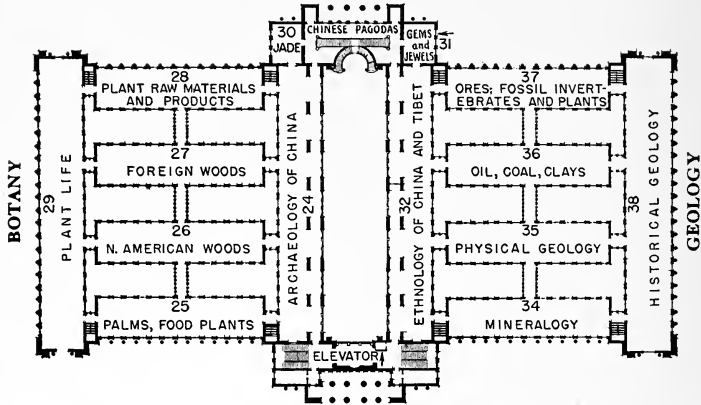 CHINESE PAGODAS
30
JADE
GEMS
and
JEWELS
31
BOTANY
29
PLANT LIFE
28
PLANT RAW MATERIALS
AND PRODUCTS
27
FOREIGN WOODS
26
N. AMERICAN WOODS
25
PALMS, FOOD PLANTS
ARCHAEOLOGY OF CHINA
24
32
ETHNOLOGY OF CHINA AND TIBET
37
ORES; FOSSIL INVERT-
EBRATES AND PLANTS
36
OIL, COAL, CLAYS
35
PHYSICAL GEOLOGY
34
MINERALOGY
38
HISTORICAL GEOLOGY
GEOLOGY
ELEVATOR